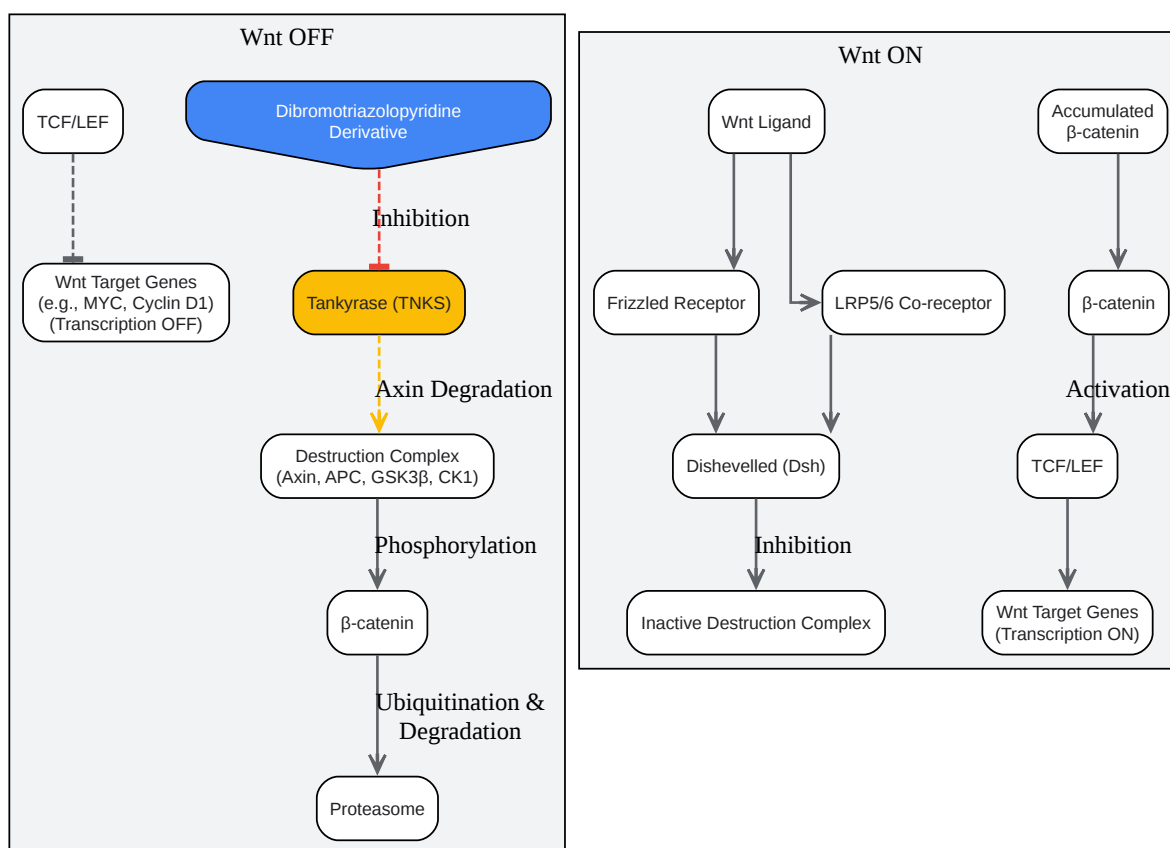 Wnt OFF
TCF/LEF
Dibromotriazolopyridine
Derivative
Inhibition
Wnt Target Genes
(e.g., MYC, Cyclin D1)
(Transcription OFF)
Tankyrase (TNKS)
Axin Degradation
Destruction Complex
(Axin, APC, GSK3β, CK1)
Phosphorylation
β-catenin
Ubiquitination &
Degradation
Proteasome
Wnt ON
Wnt Ligand
Accumulated
β-catenin
Frizzled Receptor
LRP5/6 Co-receptor
β-catenin
Activation
Dishevelled (Dsh)
TCF/LEF
Inhibition
Inactive Destruction Complex
Wnt Target Genes
(Transcription ON)